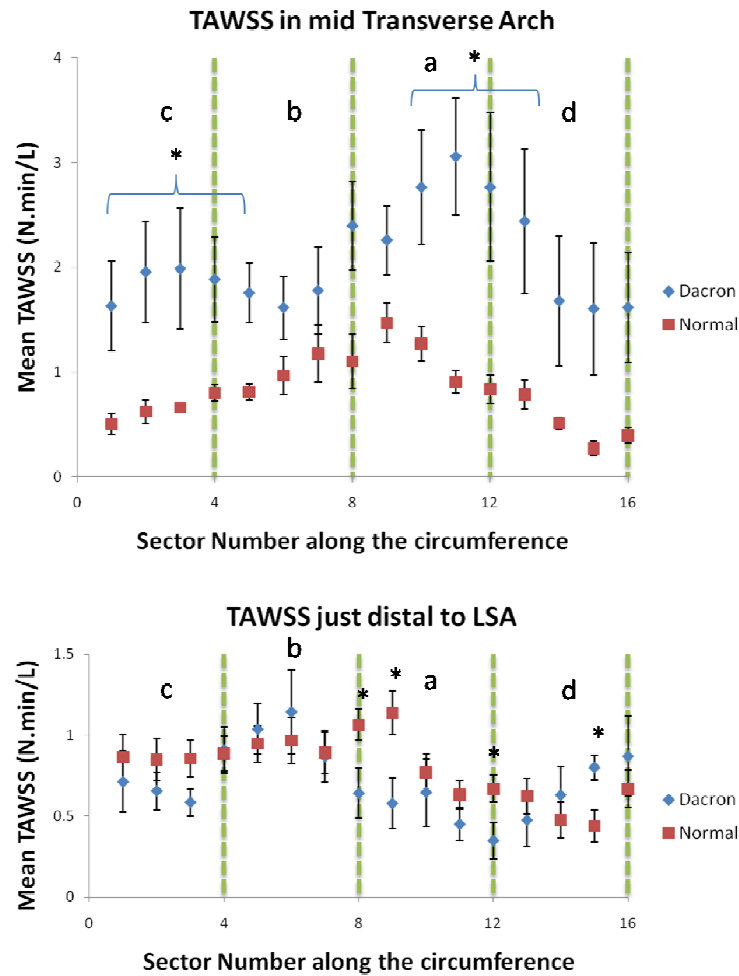 TAWSS in mid Transverse Arch
Mean TAWSS (N.min/L)
4
3
2
1
0
c
*
b
a
*
d
0
4
8
12
16
Dacron
Normal
Sector Number along the circumference
TAWSS just distal to LSA
Mean TAWSS (N.min/L)
1.5
1
0.5
0
c
b
*
*
a
*
d
*
0
4
8
12
16
Dacron
Normal
Sector Number along the circumference